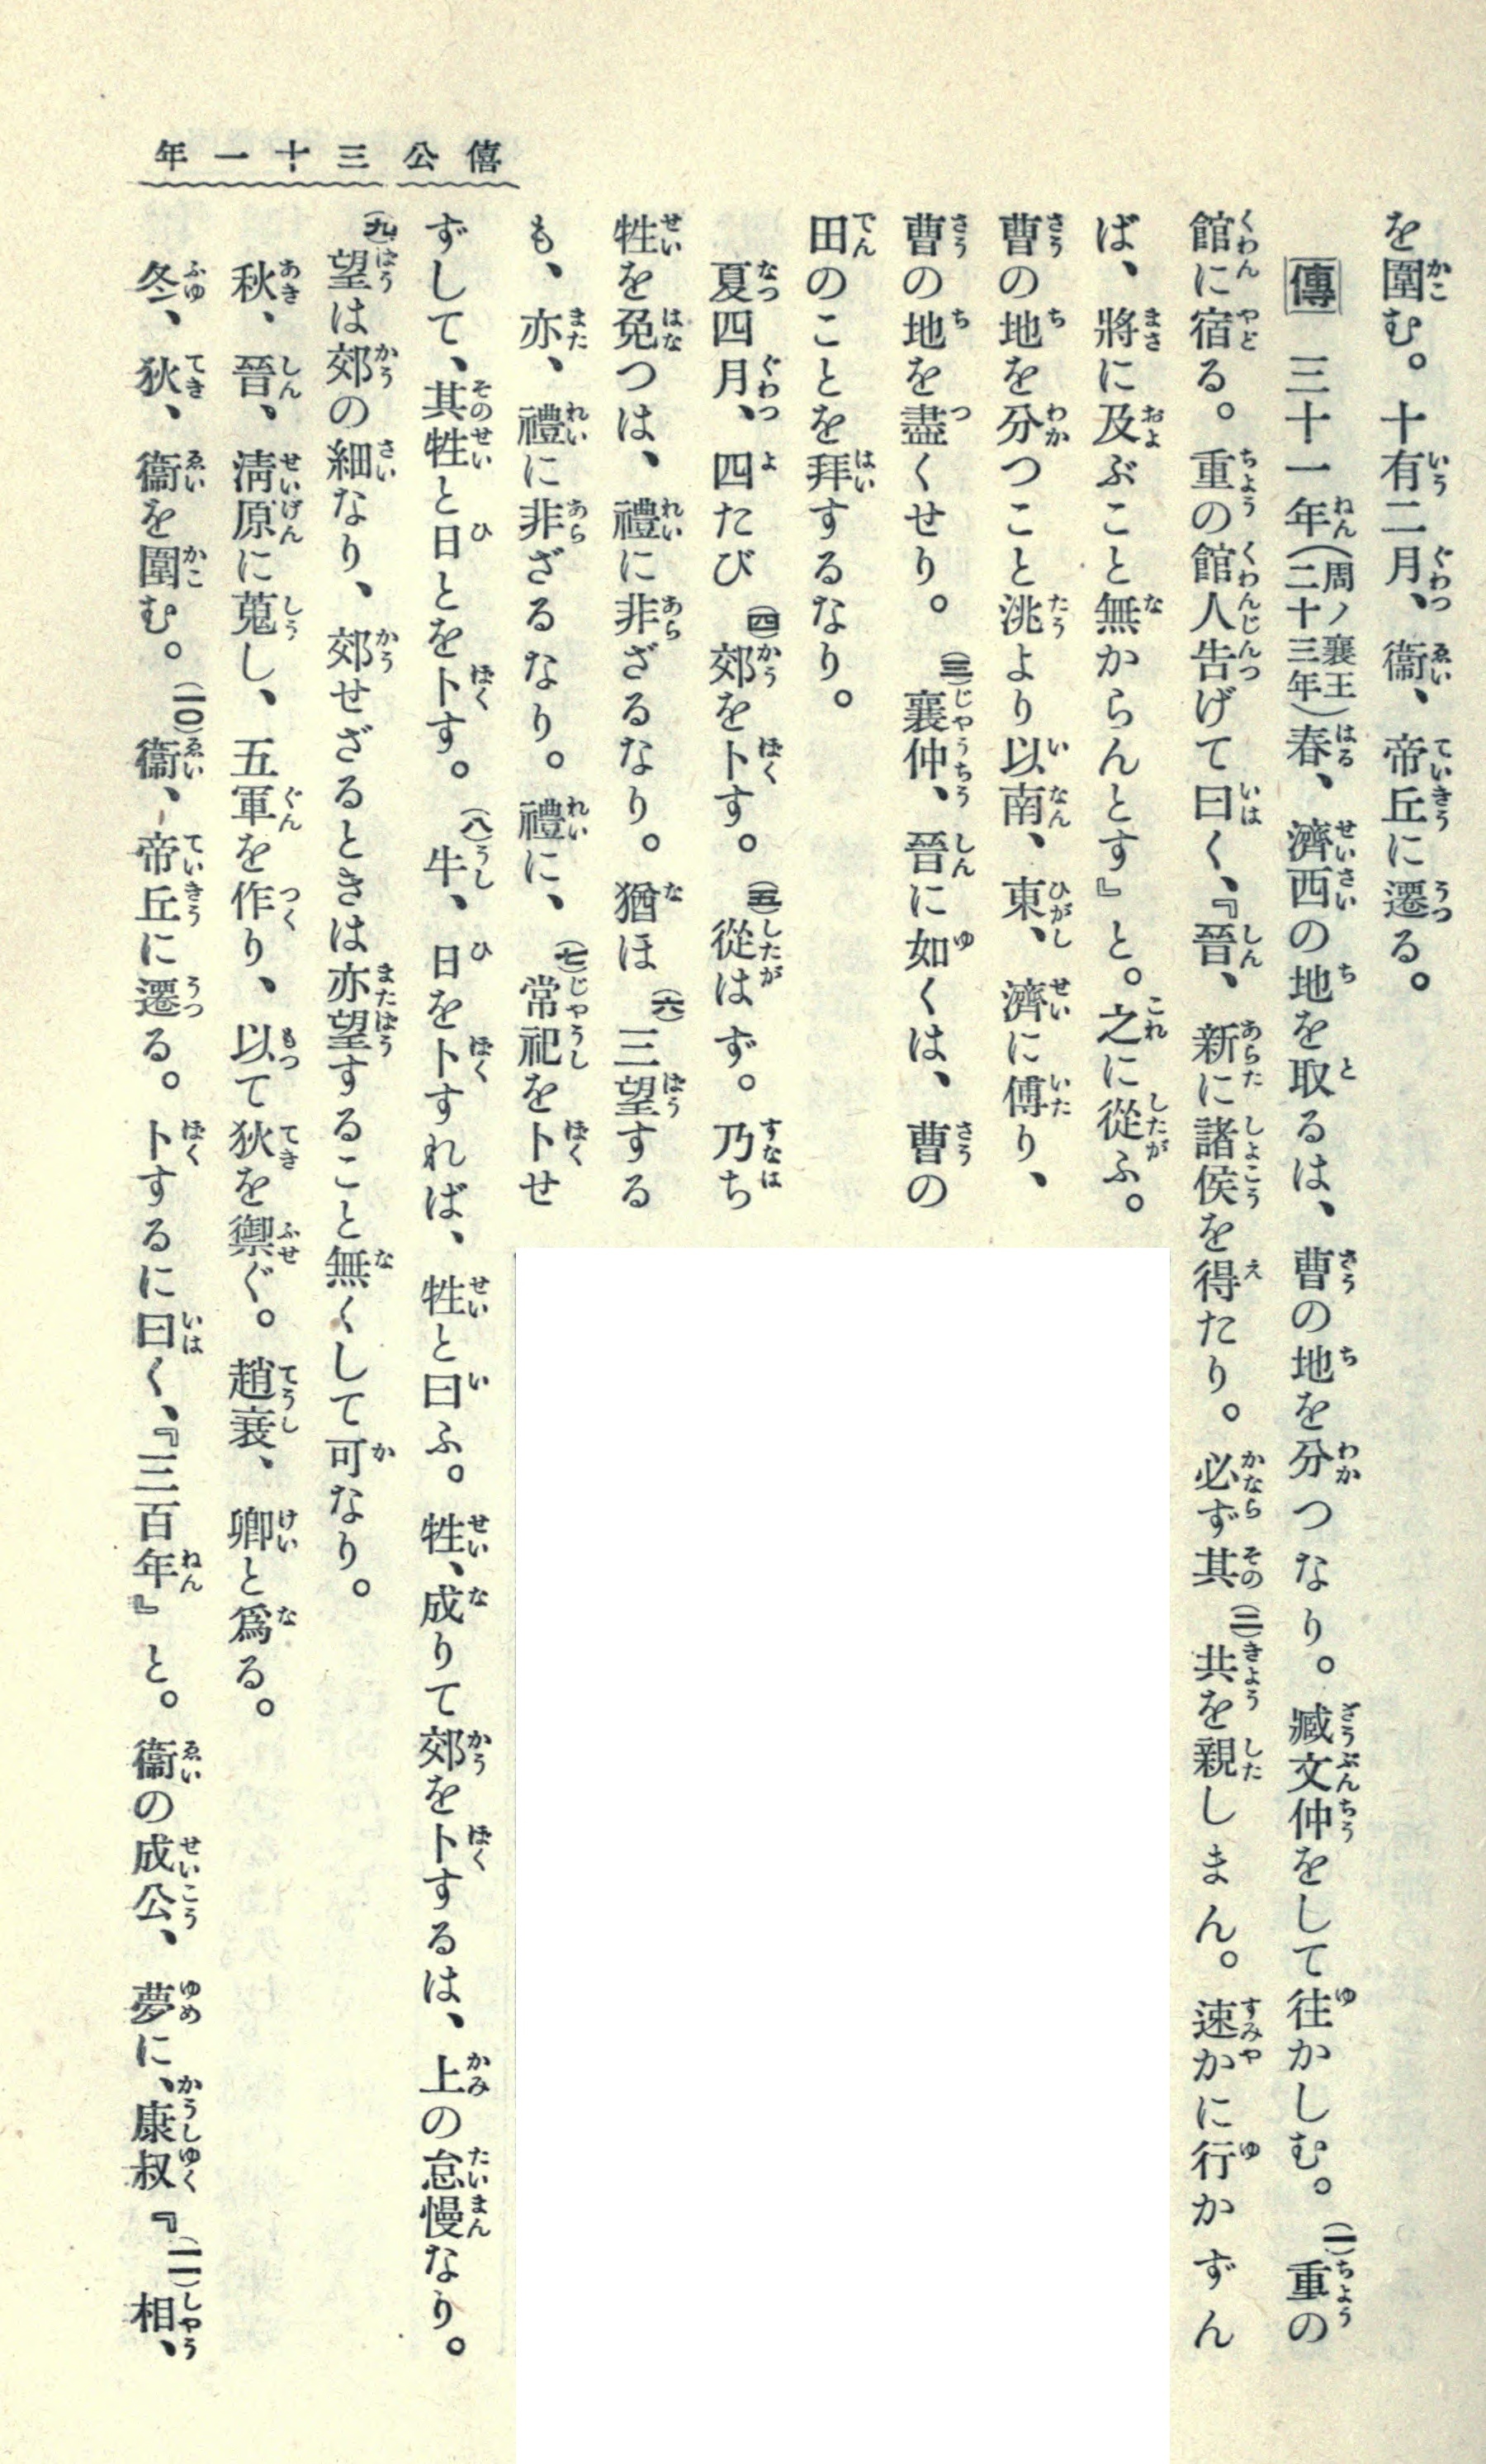 僖公三十一年
を圍む。十有二月、衞、帝丘に遷る。
傳 三十一年(周ノ襄王二十三年)春、濟西の地を取るは、曹の地を分つなり。臧文仲をして往かしむ。(一)重の
館に宿る。重の館人告げて曰く、『晉、新に諸侯を得たり。必ず其(二)共を親しまん。速かに行かずん
ば、將に及ぶこと無からんとす』と。之に從ふ。
曹の地を分つこと洮より以南、東、濟に傅り、
曹の地を盡くせり。(三)襄仲、晉に如くは、曹の
田のことを拜するなり。
夏四月、四たび(四)郊を卜す。(五)從はず。乃ち
牲を免つは、禮に非ざるなり。猶ほ(六)三望する
も、亦、禮に非ざるなり。禮に、(七)常祀を卜せ
ずして、其牲と日とを卜す。(八)牛、日を卜すれば、牲と曰ふ。牲、成りて郊を卜するは、上の怠慢なり。
(九)望は郊の細なり、郊せざるときは亦望すること無くして可なり。
秋、晉、淸原に蒐し、五軍を作り、以て狄を禦ぐ。趙衰、卿と爲る。
冬、狄、衞を圍む。(一〇)衞、帝丘に遷る。卜するに曰く、『三百年』と。衞の成公、夢に、康叔『(一一)相、